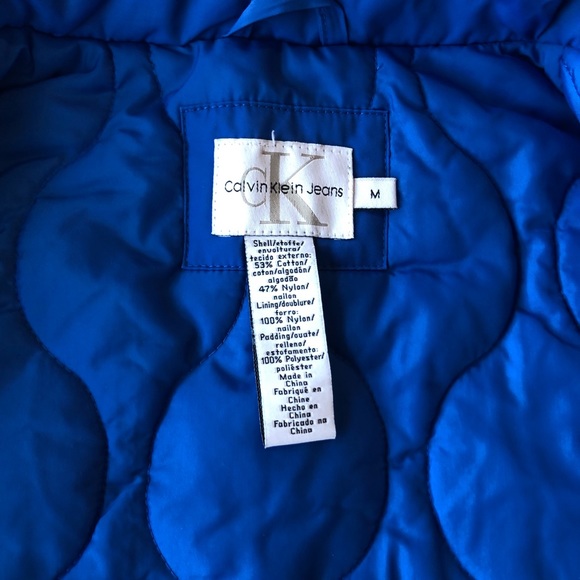 CK
Calvin Klein Jeans
M
Shell/etoffe/
envoltura/
tecido externo:
53% Cotton/
coton/algodón/
algodão
47% Nylon/
nailon
Lining/doublure/
forro:
100% Nylon/
nailon
Padding/ouate/
relleno/
estofamento:
100% Polyester/
poliéster
Made in
China
Fabriqué en
Chine
Hecho en
China
Fabricado na
China